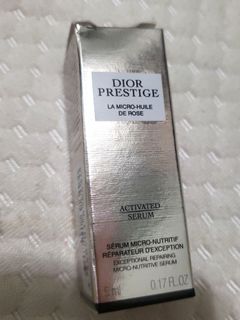 DIOR
PRESTIGE
LA MICRO-HUILE
DE ROSE
ACTIVATED
SERUM
SÉRUM MICRO-NUTRITIF
RÉPARATEUR D'EXCEPTION
EXCEPTIONAL REPAIRING
MICRO-NUTRITIVE SERUM
5 ml 0.17 FL.OZ